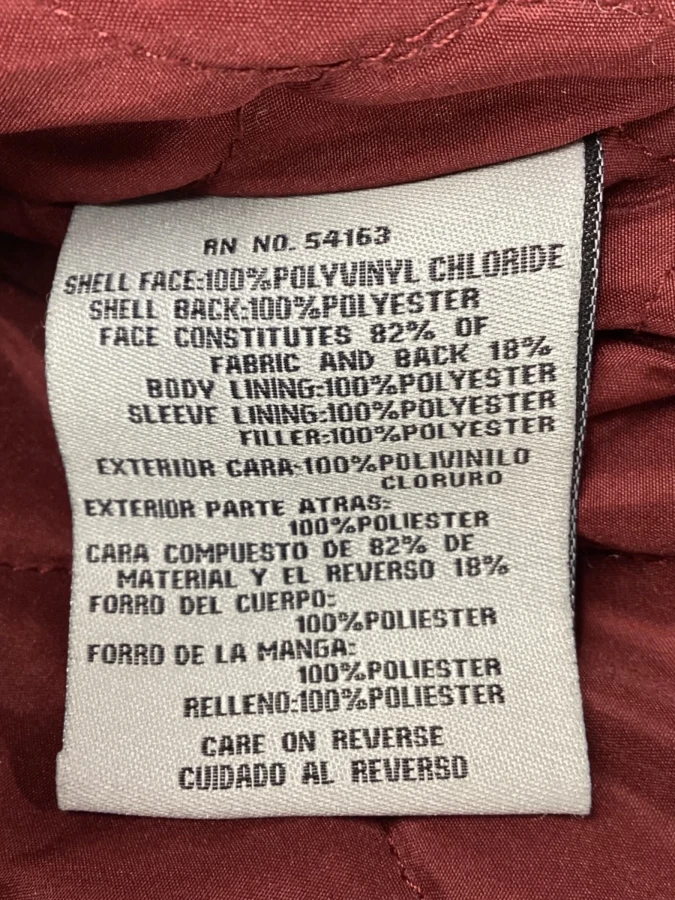 RN NO. 54163
SHELL FACE:100%POLYVINYL CHLORIDE
SHELL BACK:100%POLYESTER
FACE CONSTITUTES 82% OF
FABRIC AND BACK 18%
BODY LINING:100%POLYESTER
SLEEVE LINING:100%POLYESTER
FILLER:100%POLYESTER
EXTERIOR CARA:100%POLIVINILO
CLORURO
EXTERIOR PARTE ATRAS:
100%POLIESTER
CARA COMPUESTO DE 82% DE
MATERIAL Y EL REVERSO 18%
FORRO DEL CUERPO:
100%POLIESTER
FORRO DE LA MANGA:
100%POLIESTER
RELLENO:100%POLIESTER
CARE ON REVERSE
CUIDADO AL REVERSO